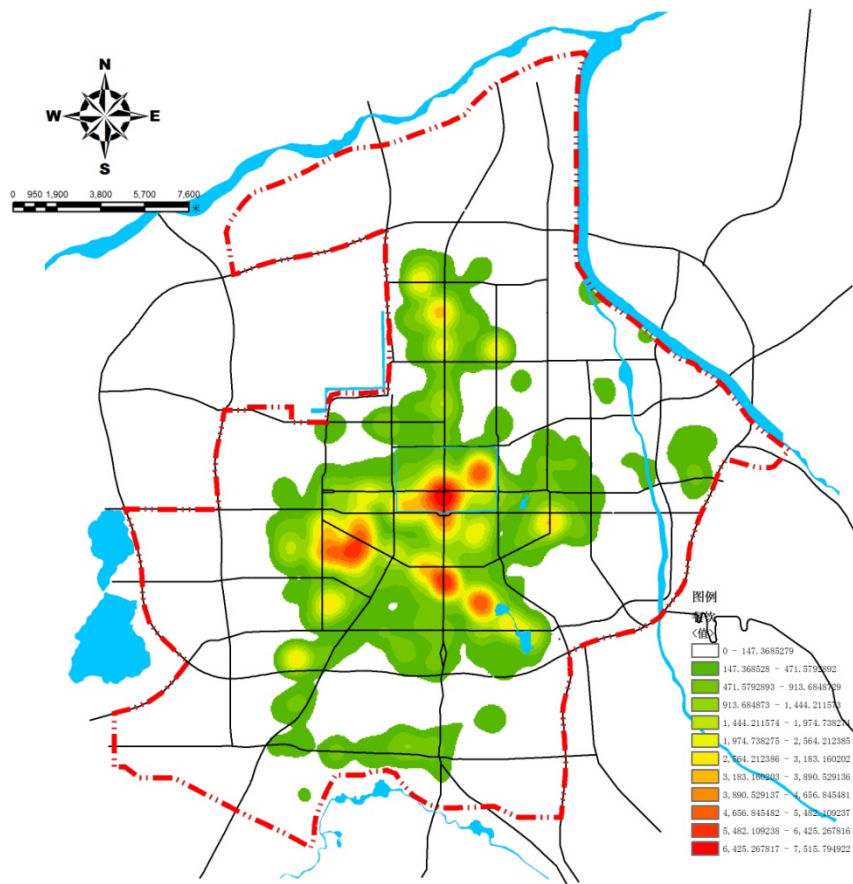 N
W E
S
0 950 1,900 3,800 5,700 7,600
米
图例
餐饮
<值>
0 - 147.3685279
147.368528 - 471.5792892
471.5792893 - 913.6848729
913.684873 - 1,444.211573
1,444.211574 - 1,974.738274
1,974.738275 - 2,564.212385
2,564.212386 - 3,183.160202
3,183.160203 - 3,890.529136
3,890.529137 - 4,656.845481
4,656.845482 - 5,482.109237
5,482.109238 - 6,425.267816
6,425.267817 - 7,515.794922